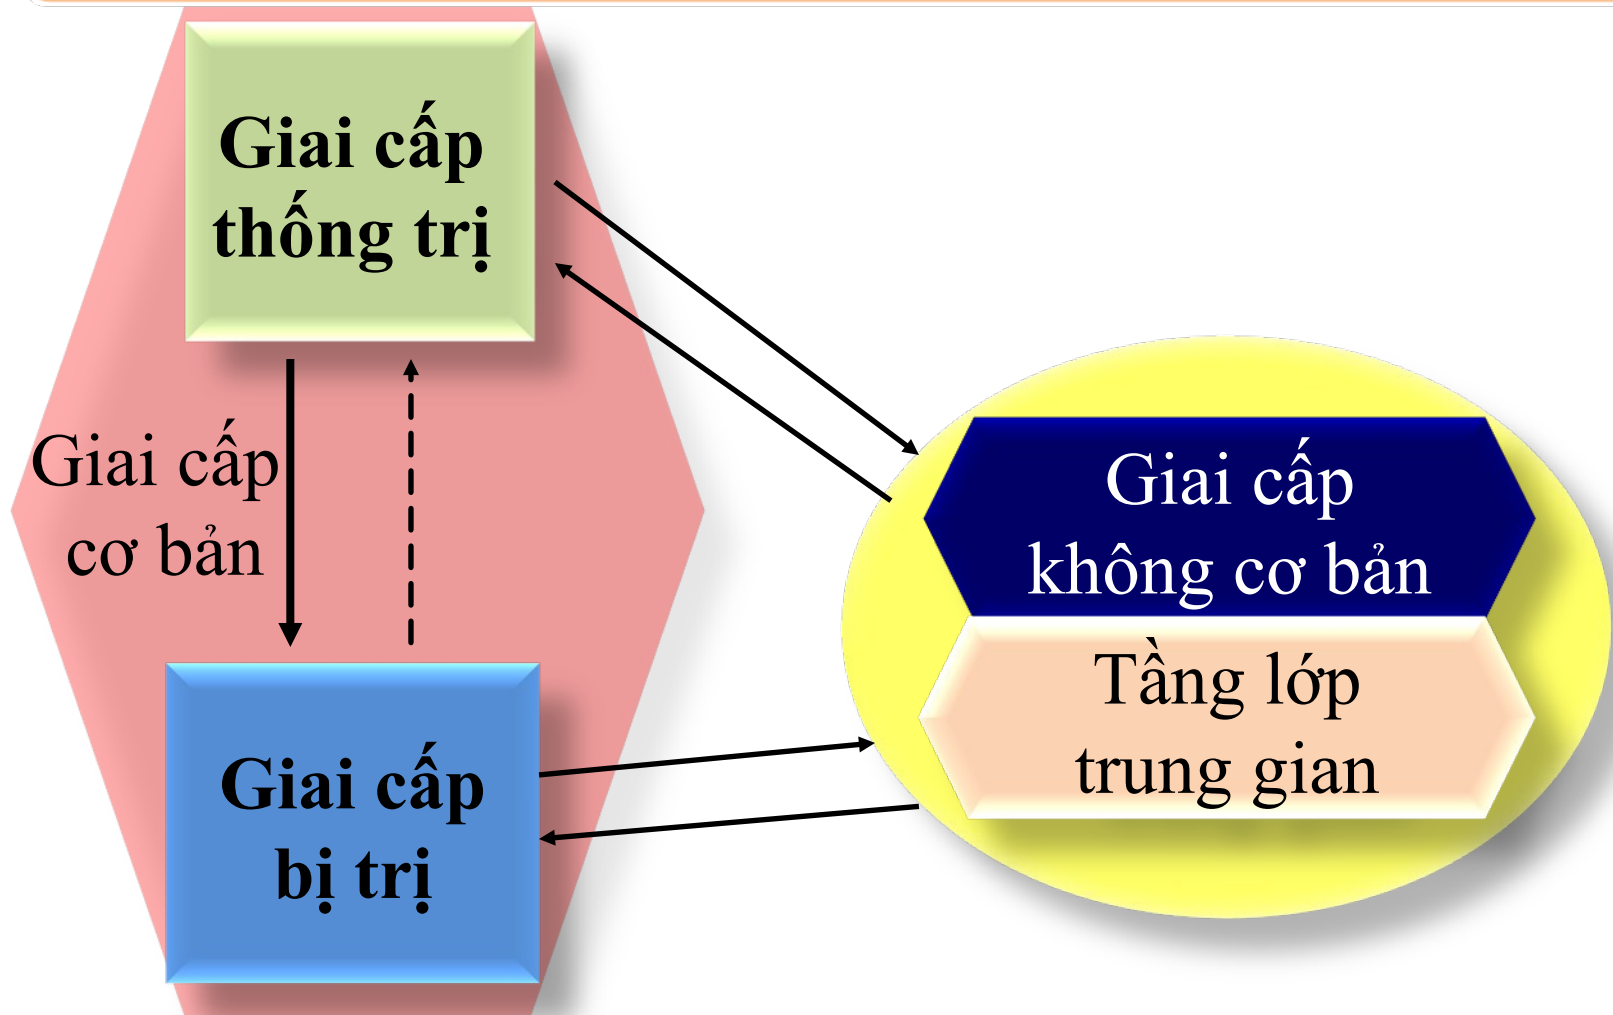 Giai cấp
thống trị
Giai cấp
cơ bản
Giai cấp
bị trị
Giai cấp
không cơ bản
Tầng lớp
trung gian